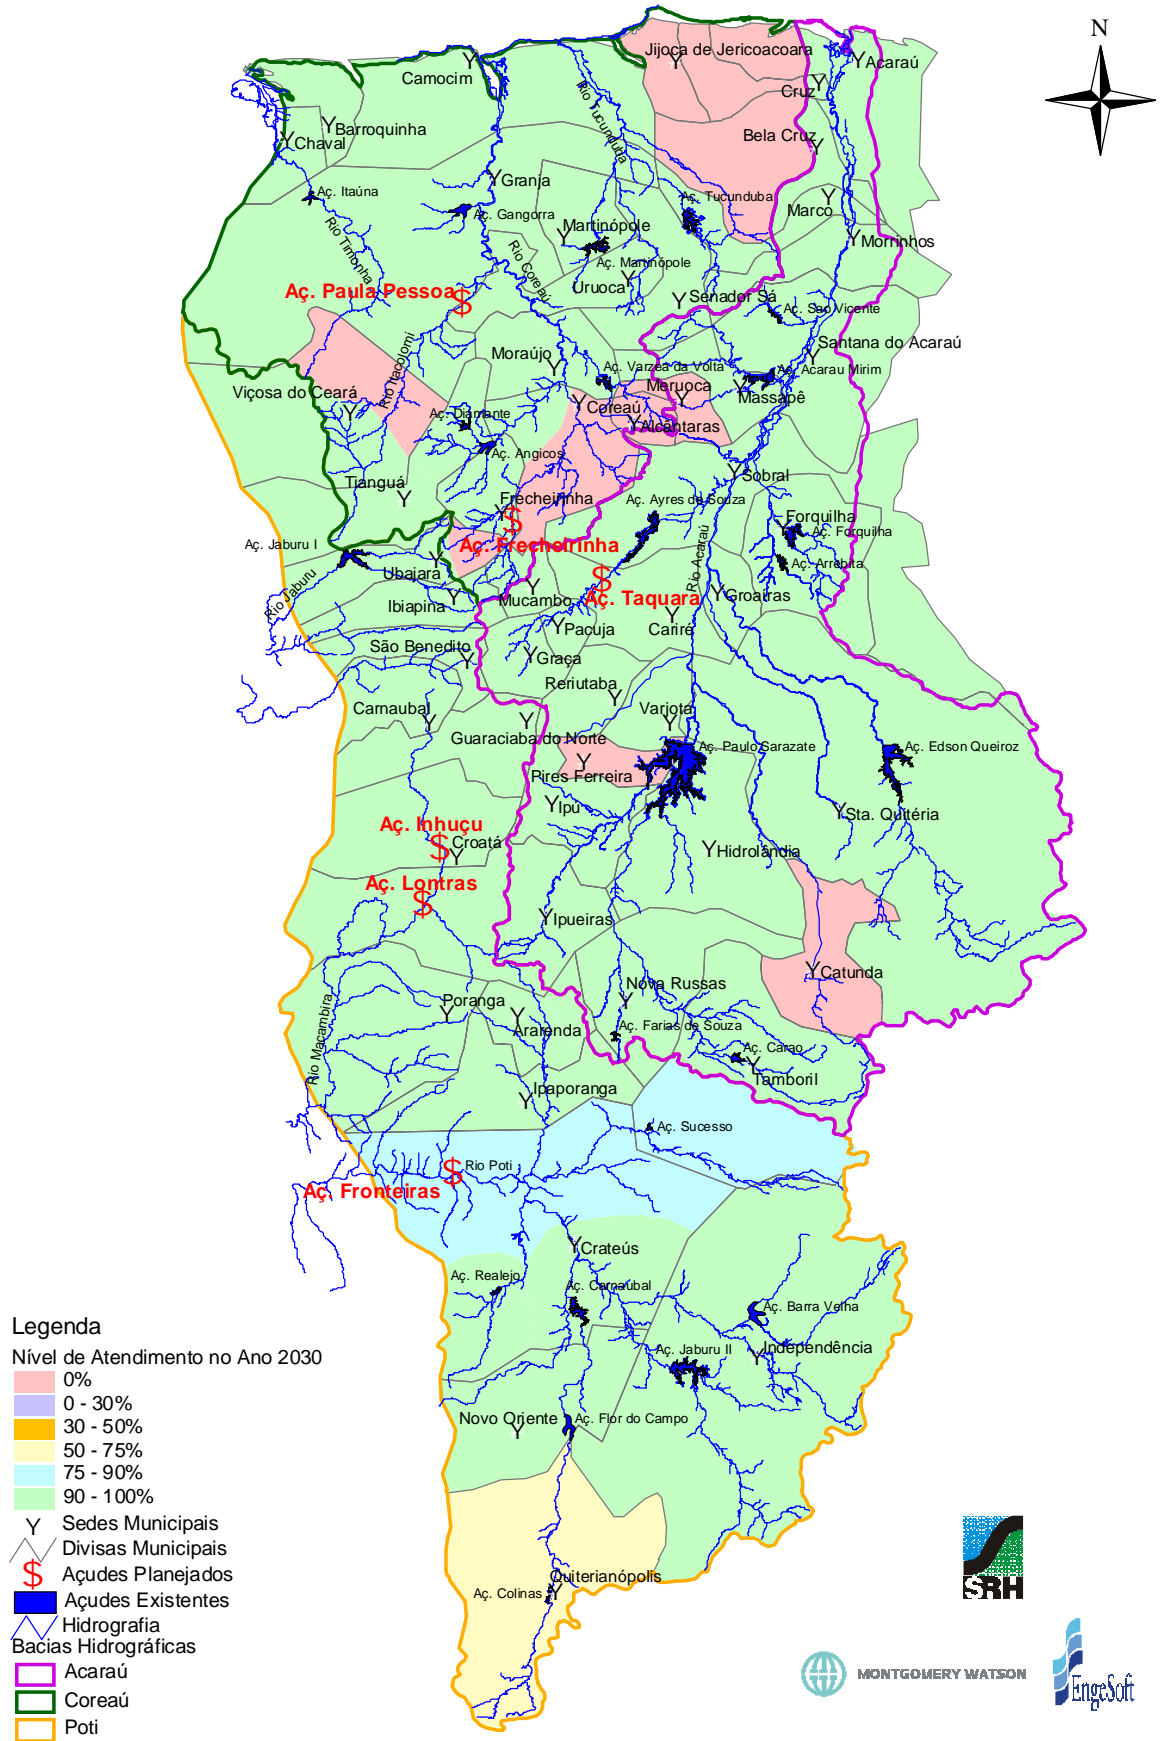 N
Jijoca de Jericoacoara
Acaraú
Camocim
Cruz
Rio Tucunduba
Barroquinha
Bela Cruz
Chaval
Granja
Aç. Itaúna
Aç. Tucunduba
Marco
Aç. Gangorra
Martinópole
Rio Timonha
Morrinhos
Rio Coreaú
Aç. Martinópole
Uruoca
Aç. Paula Pessoa
Senador Sá
Aç. Sao Vicente
Rio Itacolomi
Santana do Acaraú
Moraújo
Aç. Varzea da Volta
Aç. Acarau Mirim
Viçosa do Ceará
Meruoca
Massapê
Coreaú
Aç. Diamante
Alcântaras
Aç. Angicos
Sobral
Tianguá
Frecheirinha
Aç. Ayres de Souza
Forquilha
Aç. Forquilha
Aç. Jaburu I
Aç. Frecheirinha
Rio Acaraú
Aç. Arrebita
Ubajara
Rio Jaburu
Ibiapina
Mucambo
Aç. Taquara
Groaíras
Pacuja
Cariré
São Benedito
Graça
Reriutaba
Carnaubal
Varjota
Guaraciaba do Norte
Aç. Paulo Sarazate
Aç. Edson Queiroz
Pires Ferreira
Ipú
Sta. Quitéria
Aç. Inhuçu
Croatá
Hidrolândia
Aç. Lontras
Ipueiras
Catunda
Nova Russas
Poranga
Rio Macambira
Ararenda
Aç. Farias de Souza
Aç. Carao
Tamboril
Ipaporanga
Aç. Sucesso
Rio Poti
Aç. Fronteiras
Crateús
Aç. Realejo
Aç. Carnaubal
Aç. Barra Velha
Independência
Aç. Jaburu II
Novo Oriente
Aç. Flor do Campo
Quiterianópolis
Aç. Colinas
Legenda
Nível de Atendimento no Ano 2030
0%
0 - 30%
30 - 50%
50 - 75%
75 - 90%
90 - 100%
Sedes Municipais
Divisas Municipais
Açudes Planejados
Açudes Existentes
Hidrografia
Bacias Hidrográficas
Acaraú
Coreaú
Poti
SRH
MONTGOMERY WATSON
EngeSoft